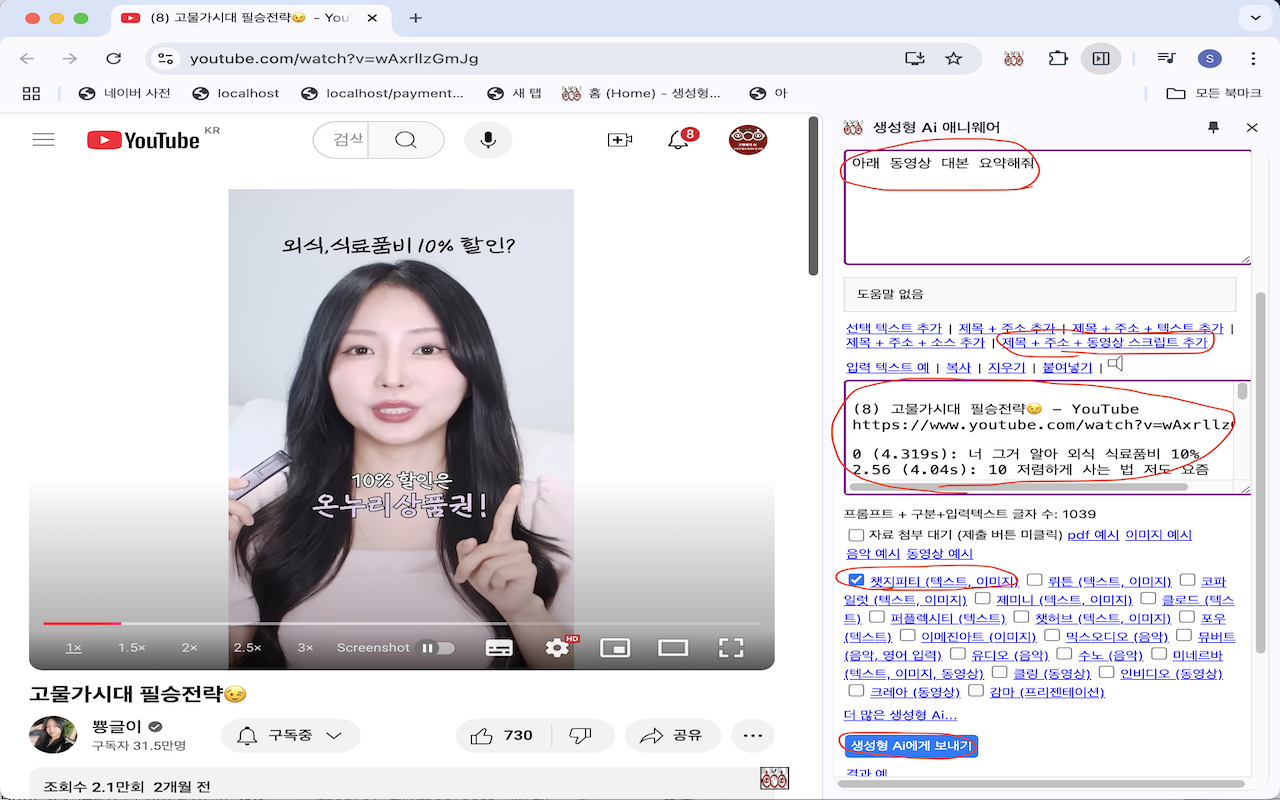 (8) 고물가시대 필승전략😉 - You
youtube.com/watch?v=wAxrllzGmJg
S
네이버 사전
localhost
localhost/payment...
새 탭
홈 (Home) - 생성형...
아
모든 북마크
YouTube KR
검색
8
외식,식료품비 10% 할인?
10% 할인은
온누리상품권!
1×
1.5×
2×
2.5×
3×
Screenshot
HD
고물가시대 필승전략😉
뿅글이
구독자 31.5만명
구독중
730
공유
조회수 2.1만회 2개월 전
생성형 Ai 애니웨어
아래 동영상 대본 요약해줘
도움말 없음
선택 텍스트 추가 | 제목 + 주소 추가 | 제목 + 주소 + 텍스트 추가 |
제목 + 주소 + 소스 추가 | 제목 + 주소 + 동영상 스크립트 추가
입력 텍스트 예 | 복사 | 지우기 | 붙여넣기 |
(8) 고물가시대 필승전략😉 - YouTube
https://www.youtube.com/watch?v=wAxrllz
0 (4.319s): 너 그거 알아 외식 식료품비 10%
2.56 (4.04s): 10 저렴하게 사는 법 저도 요즘
프롬프트 + 구분+입력텍스트 글자 수: 1039
자료 첨부 대기 (제출 버튼 미클릭) pdf 예시 이미지 예시
음악 예시 동영상 예시
챗지피티 (텍스트, 이미지) 뤼튼 (텍스트, 이미지) 코파
일럿 (텍스트, 이미지) 제미니 (텍스트, 이미지) 클로드 (텍스
트) 퍼플렉시티 (텍스트) 챗허브 (텍스트, 이미지) 포우
(텍스트) 이메진아트 (이미지) 믹스오디오 (음악) 뮤버트
(음악, 영어 입력) 유디오 (음악) 수노 (음악) 미네르바
(텍스트, 이미지, 동영상) 클링 (동영상) 인비디오 (동영상)
크레아 (동영상) 감마 (프리젠테이션)
더 많은 생성형 Ai...
생성형 Ai에게 보내기
결과 예